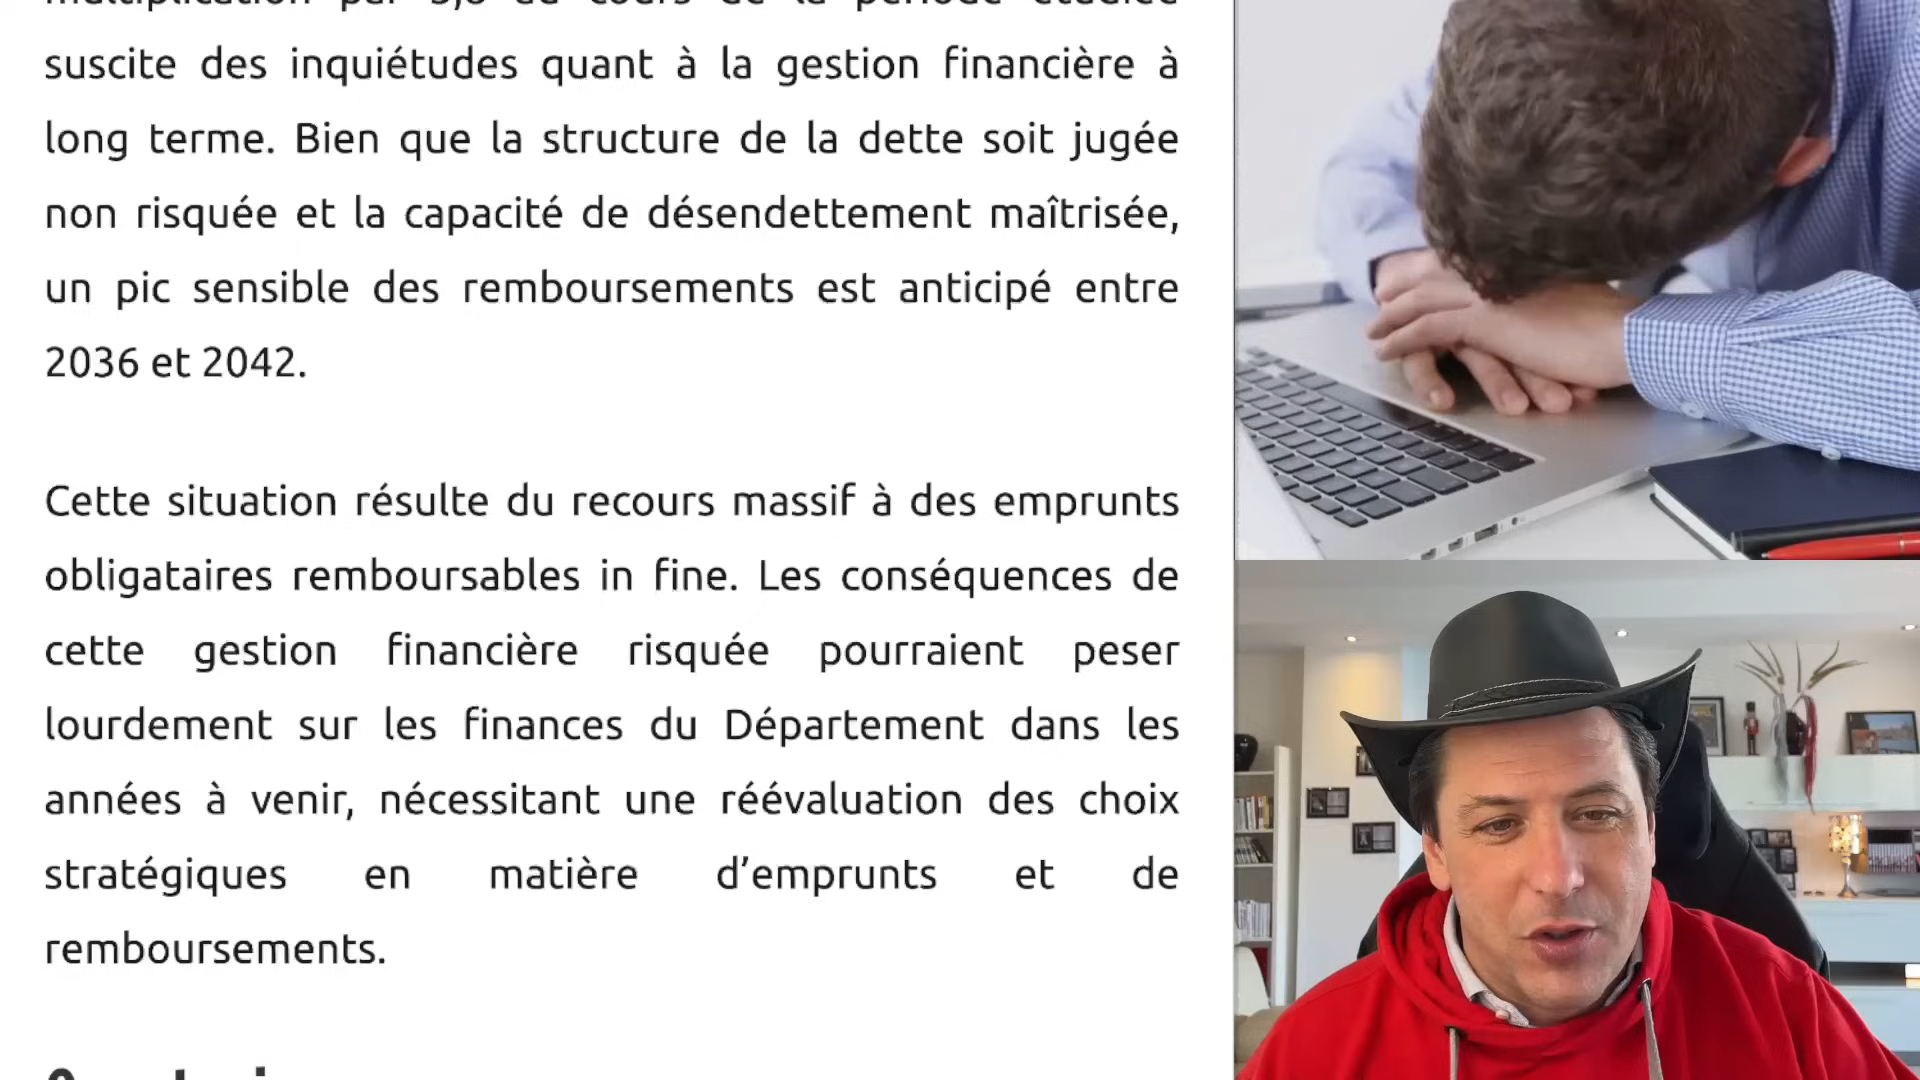 suscite des inquiétudes quant à la gestion financière à
long terme. Bien que la structure de la dette soit jugée
non risquée et la capacité de désendettement maîtrisée,
un pic sensible des remboursements est anticipé entre
2036 et 2042.
Cette situation résulte du recours massif à des emprunts
obligataires remboursables in fine. Les conséquences de
cette gestion financière risquée pourraient peser
lourdement sur les finances du Département dans les
années à venir, nécessitant une réévaluation des choix
stratégiques en matière d’emprunts et de
remboursements.